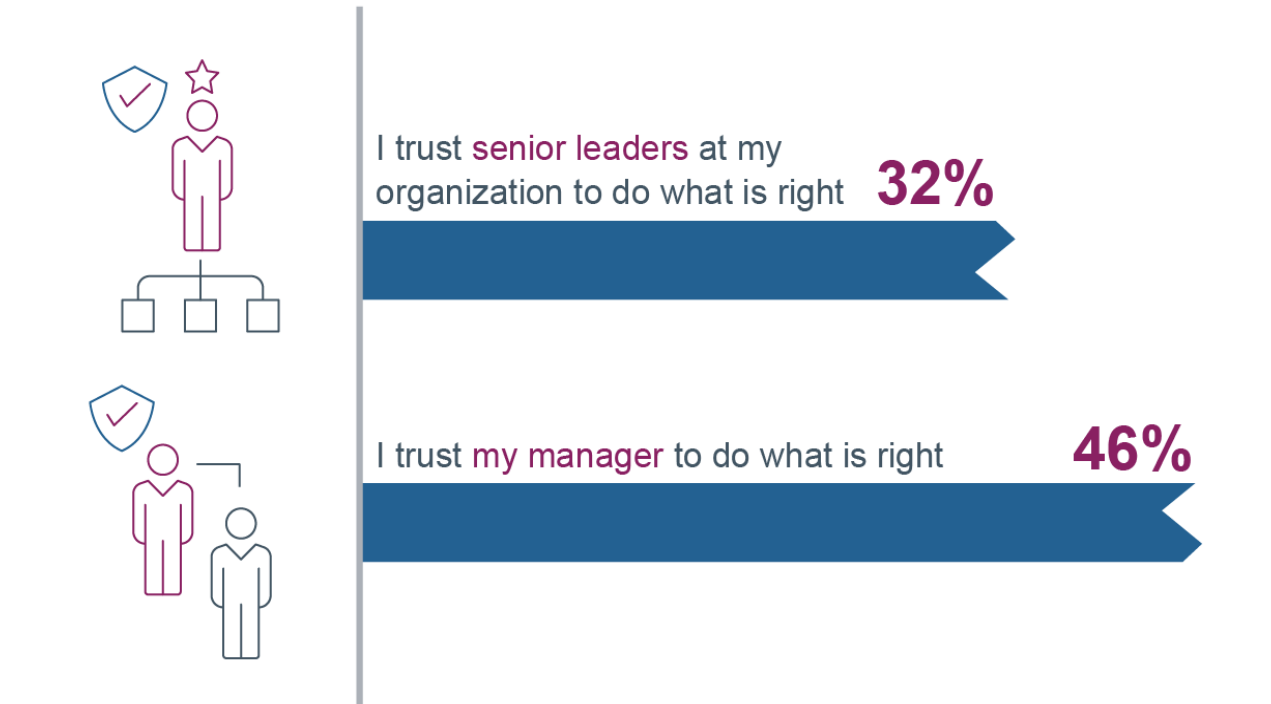 I trust senior leaders at my
organization to do what is right 32%
I trust my manager to do what is right 46%